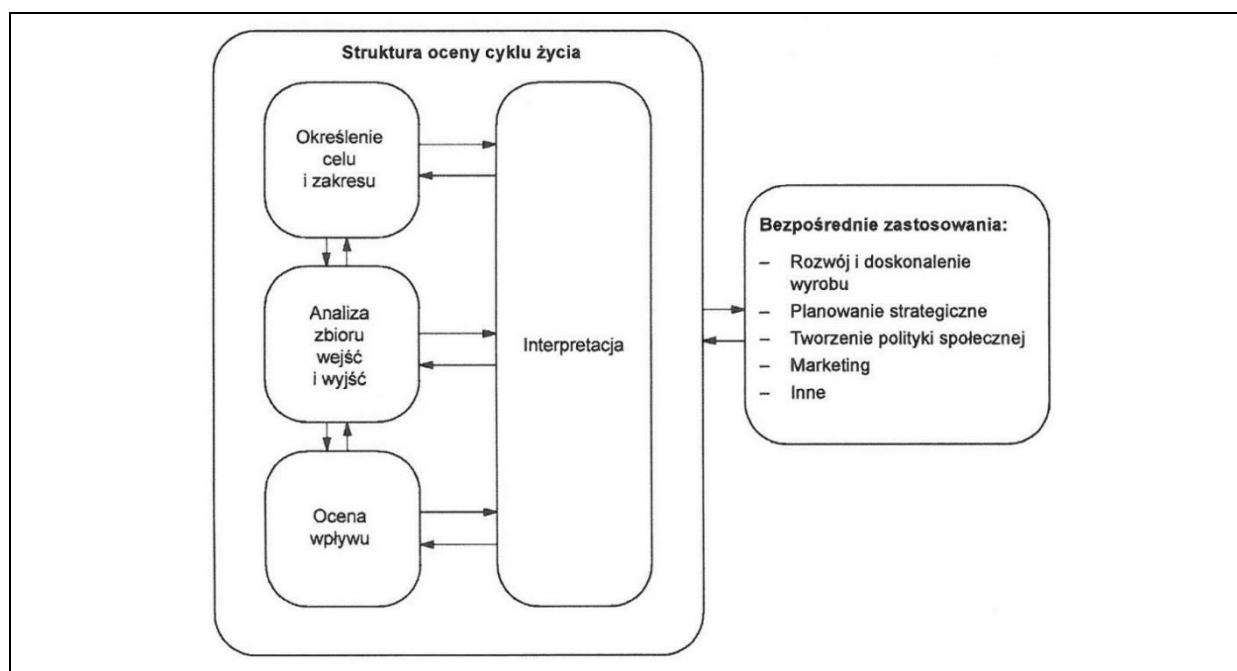 Struktura oceny cyklu życia
Określenie
celu
i zakresu
Analiza
zbioru
wejść
i wyjść
Ocena
wpływu
Interpretacja
Bezpośrednie zastosowania:
– Rozwój i doskonalenie
wyrobu
– Planowanie strategiczne
– Tworzenie polityki społecznej
– Marketing
– Inne